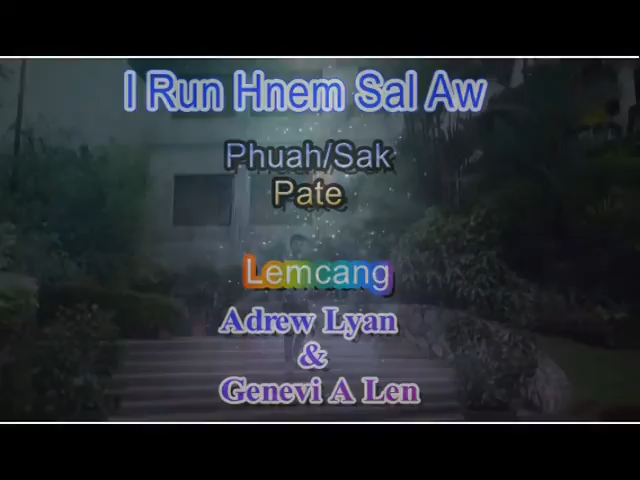 I Run Hnem Sal Aw
Phuah/Sak
Pate
Lemcang
Adrew Lyan
&
Genevi A Len